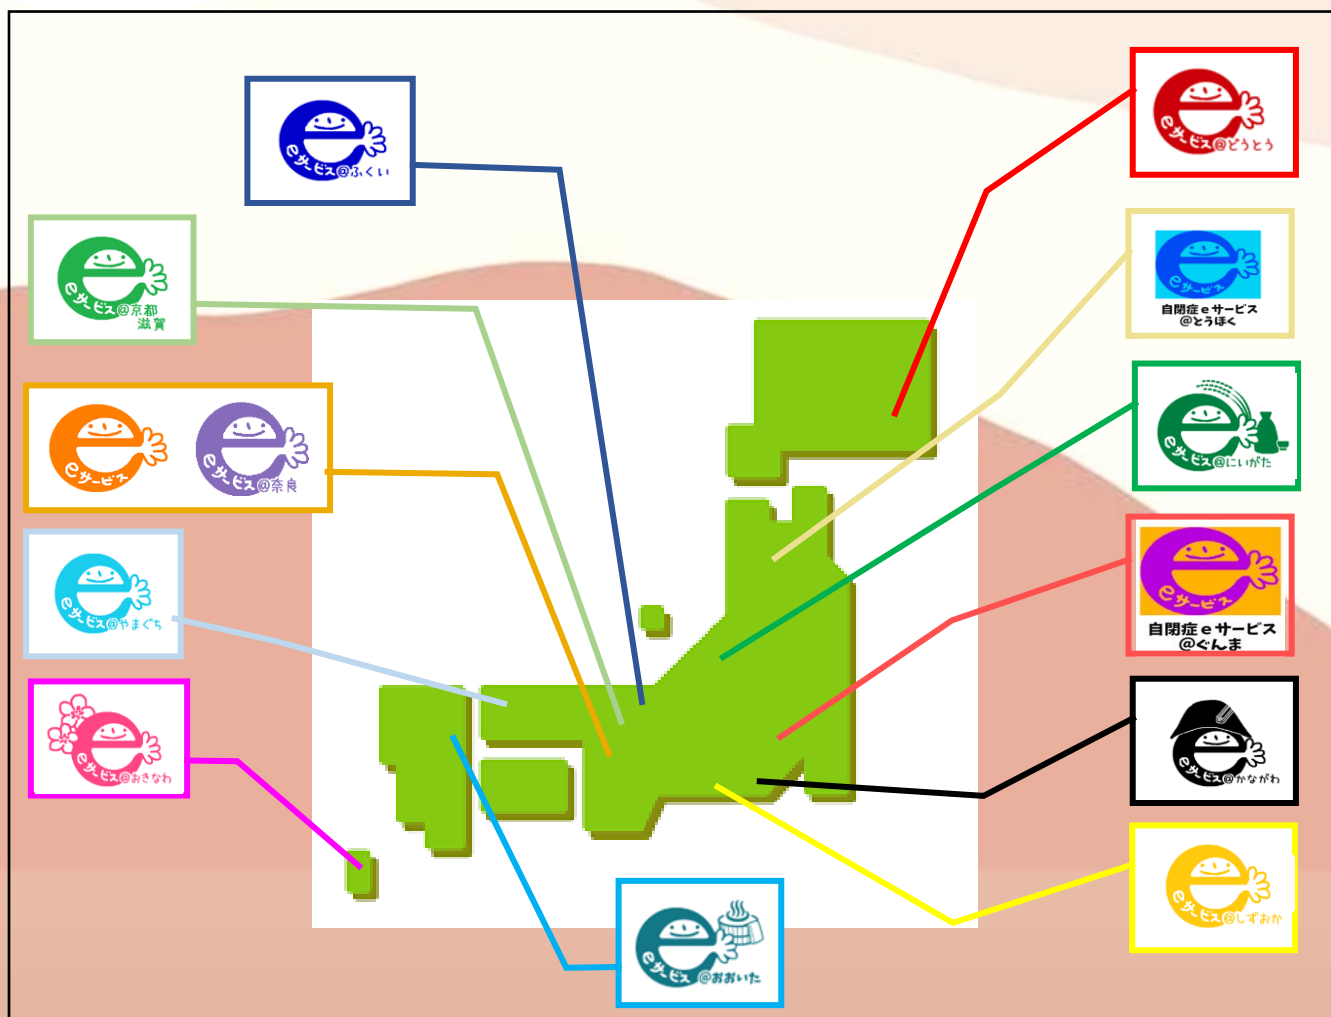 eサービス@ふくい
eサービス@どうとう
eサービス@京都
滋賀
eサービス
自閉症eサービス
@とうほく
eサービス@にいがた
eサービス
eサービス@奈良
eサービス
自閉症eサービス
@ぐんま
eサービス@やまぐち
eサービス@おきなわ
eサービス@かながわ
eサービス@しずおか
eサービス@おおいた